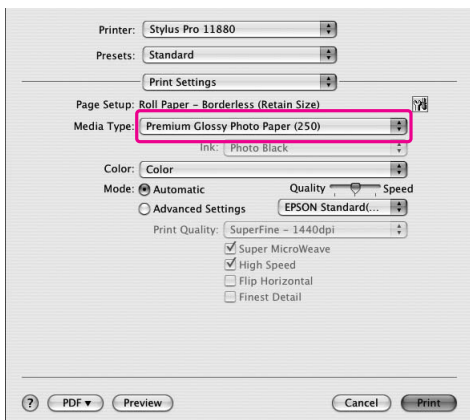 Printer: Stylus Pro 11880
Presets: Standard
Print Settings
Page Setup: Roll Paper - Borderless (Retain Size)
Media Type: Premium Glossy Photo Paper (250)
Ink: Photo Black
Color: Color
Mode: Automatic Quality Speed
Advanced Settings EPSON Standard(...
Print Quality: SuperFine - 1440dpi
Super MicroWeave
High Speed
Flip Horizontal
Finest Detail
? PDF Preview Cancel Print